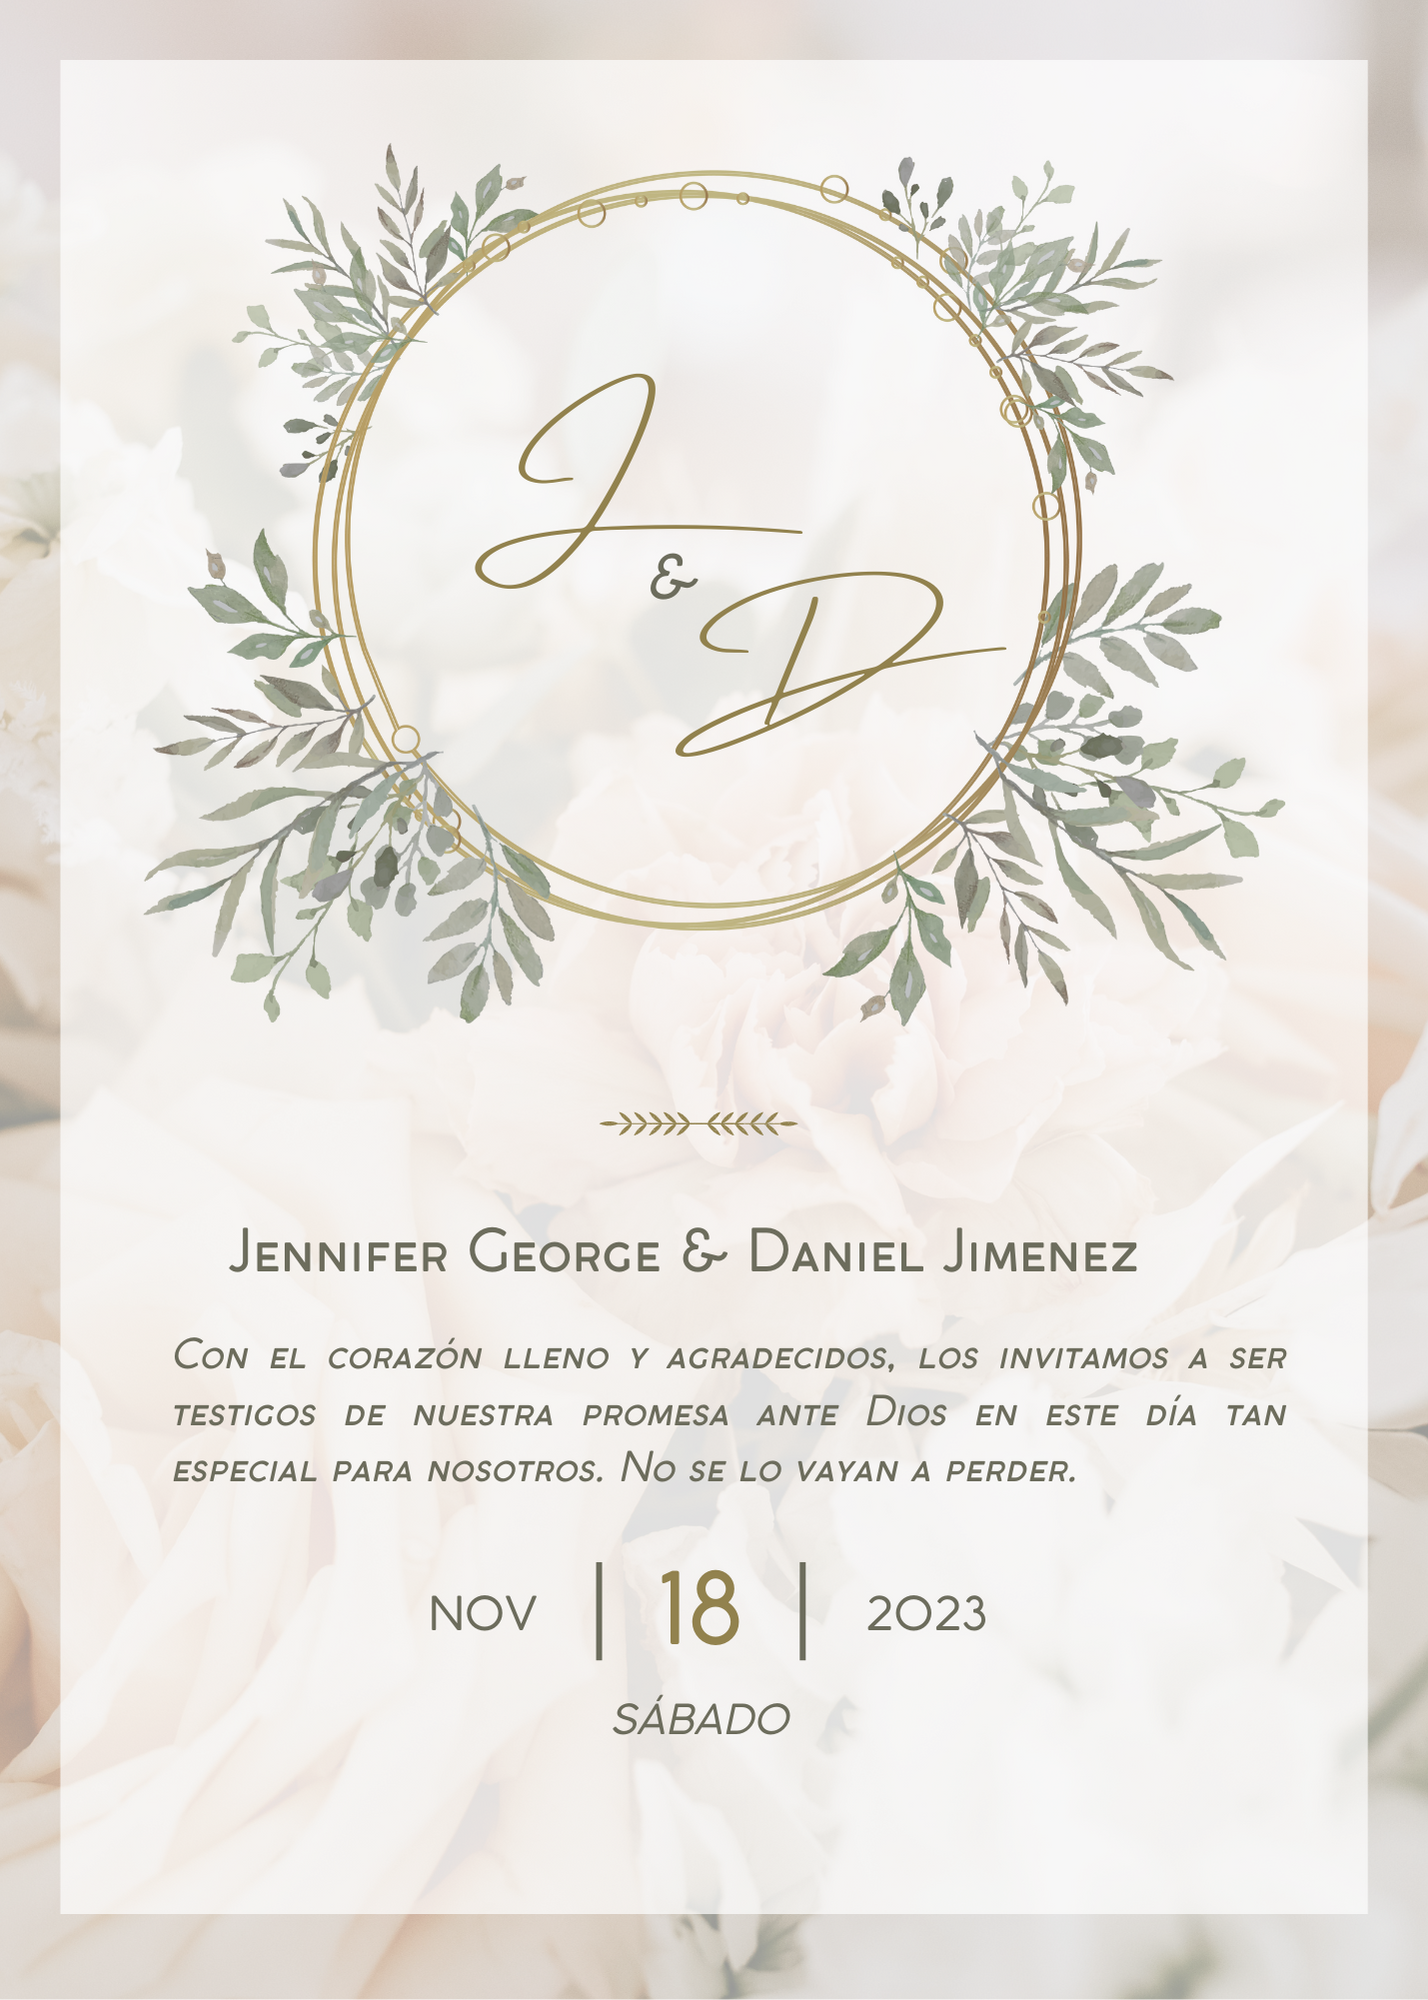 J
&
D
Jennifer George & Daniel Jimenez
Con el corazón lleno y agradecidos, los invitamos a ser
testigos de nuestra promesa ante Dios en este día tan
especial para nosotros. No se lo vayan a perder.
NOV | 18 | 2023
SÁBADO